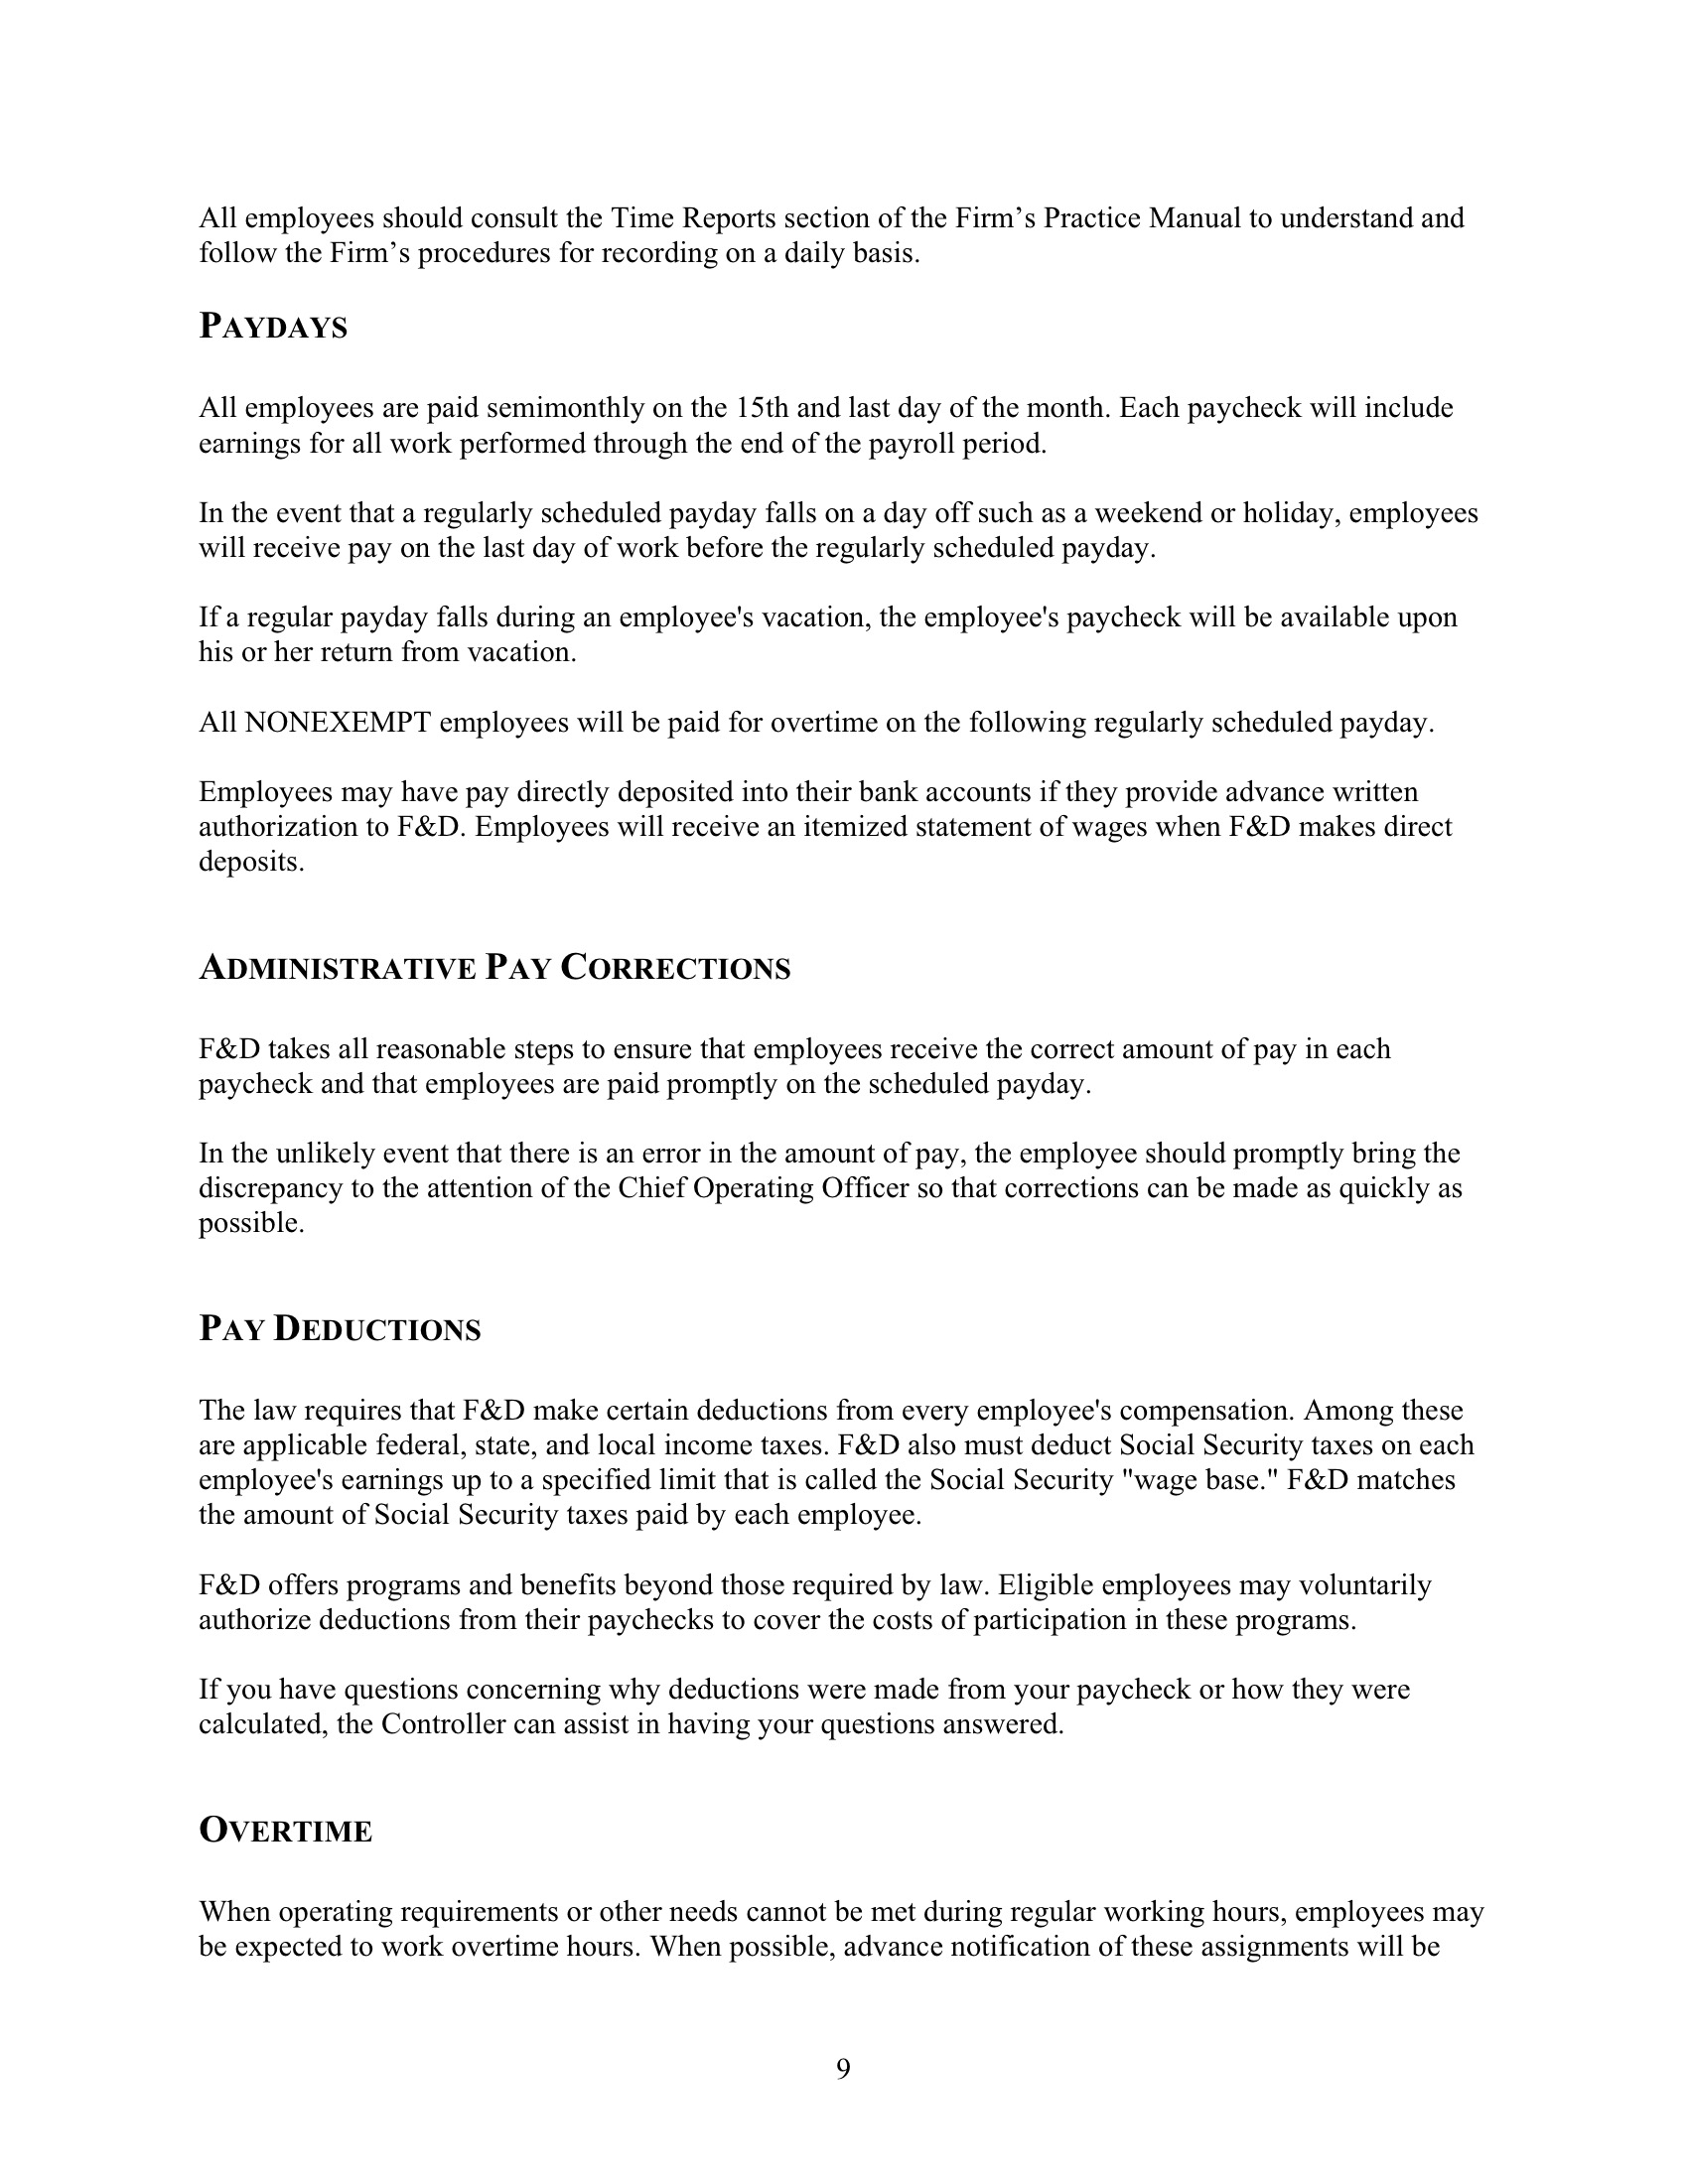 All employees should consult the Time Reports section of the Firm’s Practice Manual to understand and
follow the Firm’s procedures for recording on a daily basis.
PAYDAYS
All employees are paid semimonthly on the 15th and last day of the month. Each paycheck will include
earnings for all work performed through the end of the payroll period.
In the event that a regularly scheduled payday falls on a day off such as a weekend or holiday, employees
will receive pay on the last day of work before the regularly scheduled payday.
If a regular payday falls during an employee's vacation, the employee's paycheck will be available upon
his or her return from vacation.
All NONEXEMPT employees will be paid for overtime on the following regularly scheduled payday.
Employees may have pay directly deposited into their bank accounts if they provide advance written
authorization to F&D. Employees will receive an itemized statement of wages when F&D makes direct
deposits.
ADMINISTRATIVE PAY CORRECTIONS
F&D takes all reasonable steps to ensure that employees receive the correct amount of pay in each
paycheck and that employees are paid promptly on the scheduled payday.
In the unlikely event that there is an error in the amount of pay, the employee should promptly bring the
discrepancy to the attention of the Chief Operating Officer so that corrections can be made as quickly as
possible.
PAY DEDUCTIONS
The law requires that F&D make certain deductions from every employee's compensation. Among these
are applicable federal, state, and local income taxes. F&D also must deduct Social Security taxes on each
employee's earnings up to a specified limit that is called the Social Security "wage base." F&D matches
the amount of Social Security taxes paid by each employee.
F&D offers programs and benefits beyond those required by law. Eligible employees may voluntarily
authorize deductions from their paychecks to cover the costs of participation in these programs.
If you have questions concerning why deductions were made from your paycheck or how they were
calculated, the Controller can assist in having your questions answered.
OVERTIME
When operating requirements or other needs cannot be met during regular working hours, employees may
be expected to work overtime hours. When possible, advance notification of these assignments will be
9